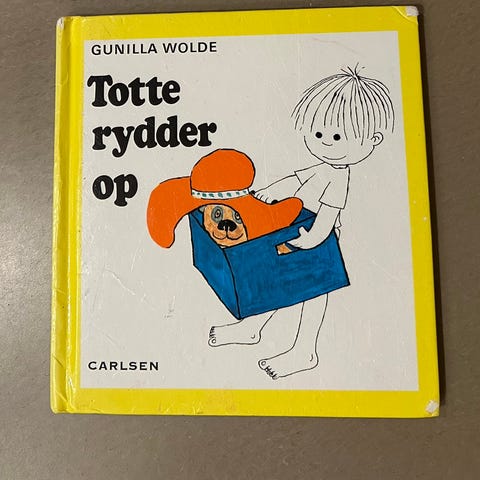 GUNILLA WOLDE
Totte
rydder
op
CARLSEN